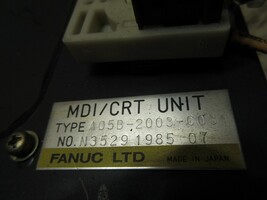 MDI/CRT UNIT
TYPE A05B-2003-
NO. N35291985-07
FANUC LTD MADE IN JAPAN